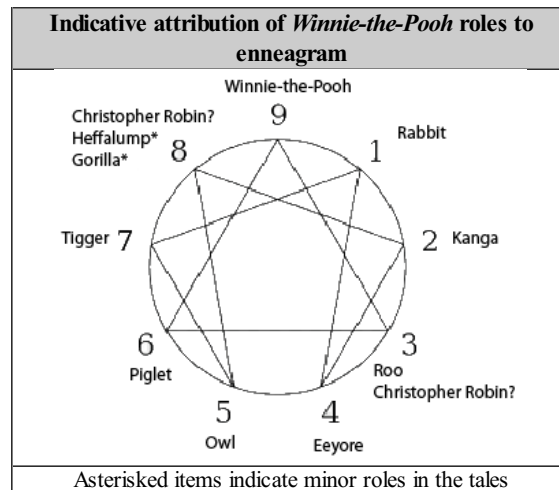 Indicative attribution of Winnie-the-Pooh roles to
enneagram
Winnie-the-Pooh
9
Christopher Robin?
Heffalump*
Gorilla*
8
1
Rabbit
Tigger 7
2 Kanga
6
Piglet
3
Roo
Christopher Robin?
5
Owl
4
Eeyore
Asterisked items indicate minor roles in the tales